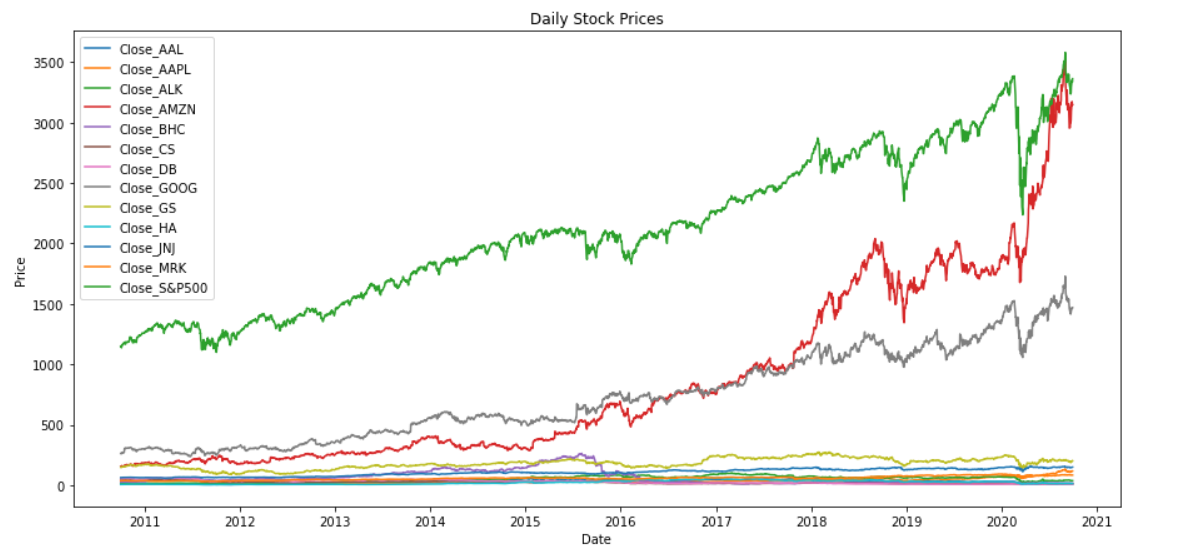 Daily Stock Prices
Close_AAL
Close_AAPL
Close_ALK
Close_AMZN
Close_BHC
Close_CS
Close_DB
Close_GOOG
Close_GS
Close_HA
Close_JNJ
Close_MRK
Close_S&P500
3500
3000
2500
2000
1500
1000
500
0
Price
2011 2012 2013 2014 2015 2016 2017 2018 2019 2020 2021
Date